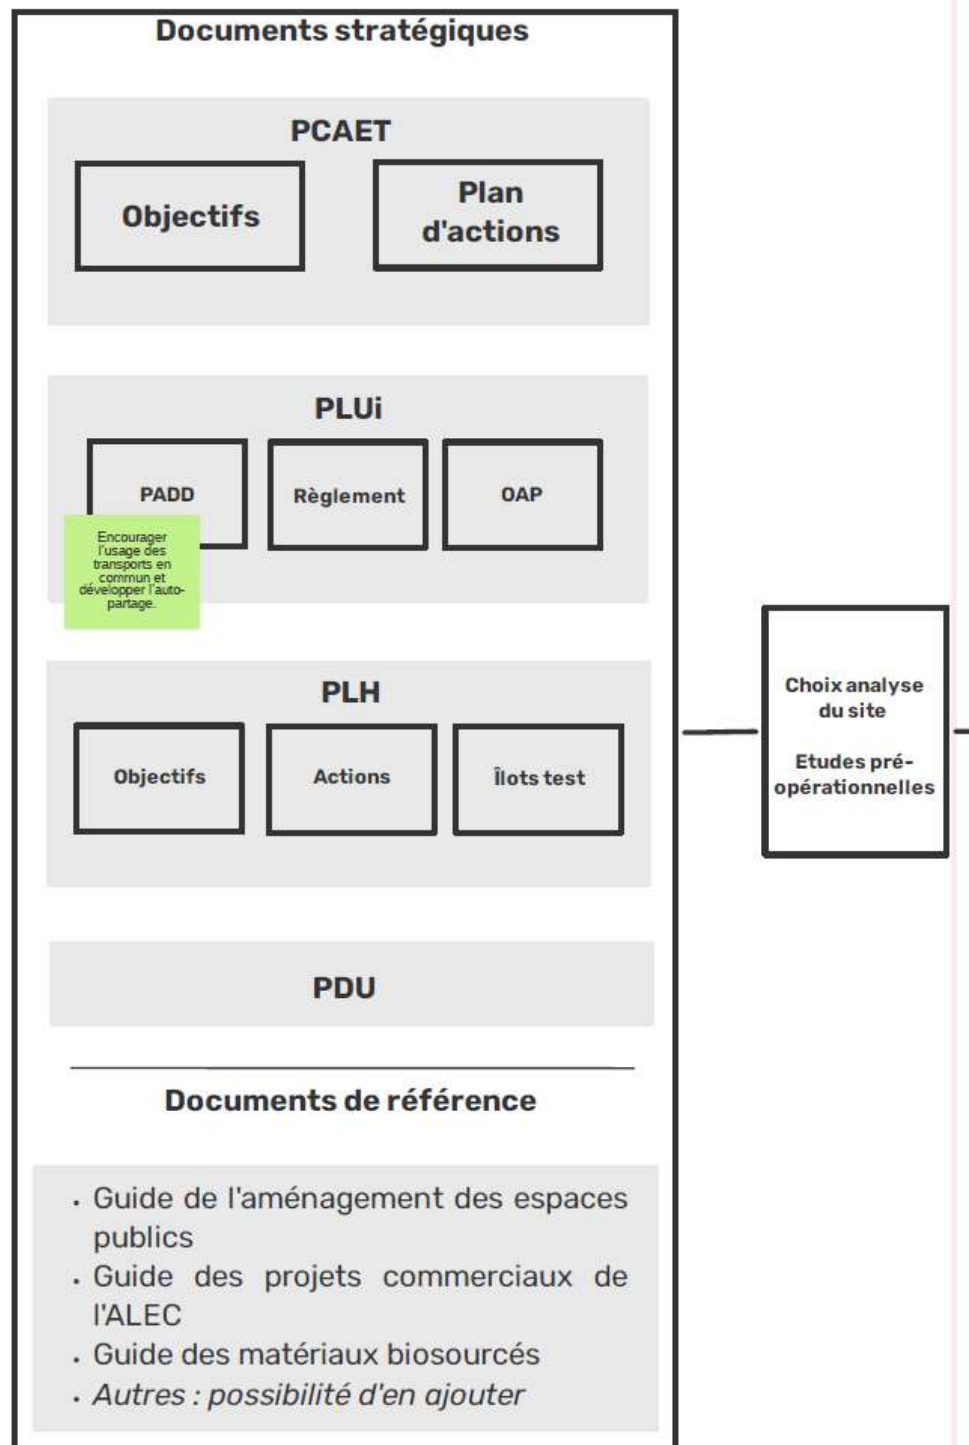 Documents stratégiques
PCAET
Objectifs
Plan
d'actions
PLUi
PADD
Règlement
OAP
Encourager
l'usage des
transports en
commun et
développer l'auto-
partage.
PLH
Objectifs
Actions
Îlots test
PDU
Documents de référence
• Guide de l'aménagement des espaces
publics
• Guide des projets commerciaux de
l'ALEC
• Guide des matériaux biosourcés
• Autres : possibilité d'en ajouter
Choix analyse
du site
Etudes pré-
opérationnelles